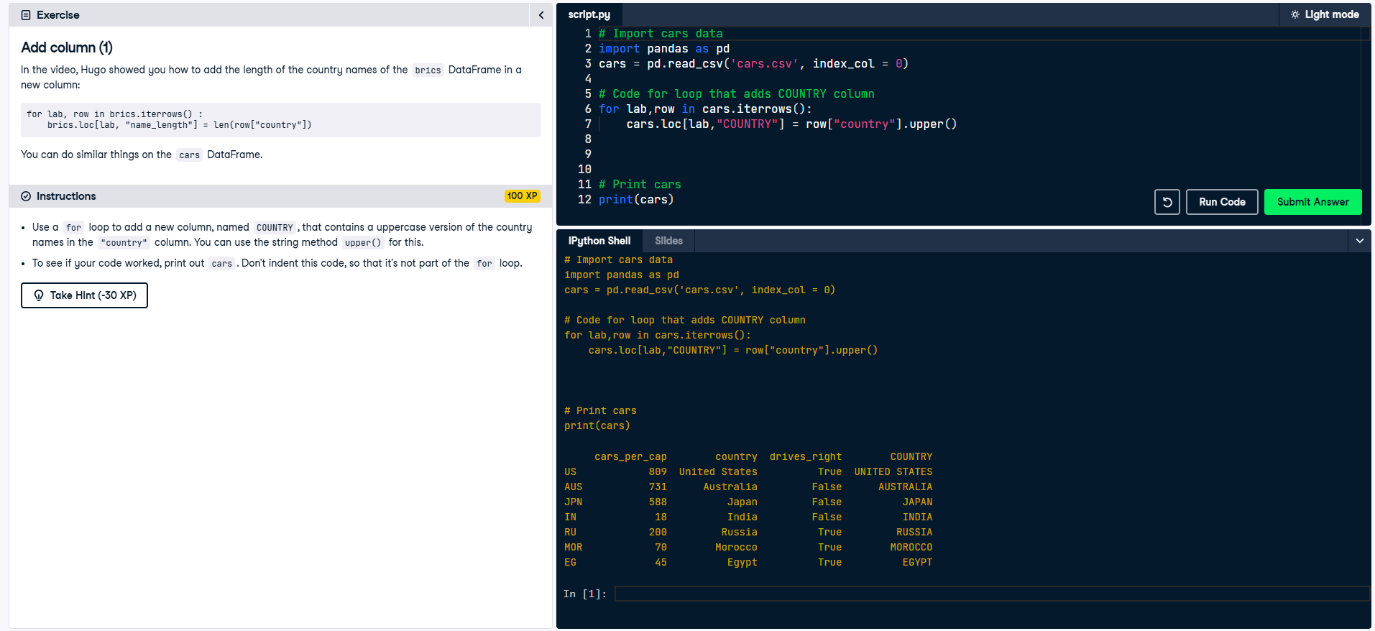 Exercise
Add column (1)
In the video, Hugo showed you how to add the length of the country names of the brics DataFrame in a
new column:
for lab, row in brics.iterrows() :
    brics.loc[lab, "name_length"] = len(row["country"])
You can do similar things on the cars DataFrame.
Instructions
100 XP
Use a for loop to add a new column, named COUNTRY, that contains a uppercase version of the country
names in the "country" column. You can use the string method upper() for this.
To see if your code worked, print out cars. Don't indent this code, so that it's not part of the for loop.
Take Hint (-30 XP)
script.py
Light mode
1 # Import cars data
2 import pandas as pd
3 cars = pd.read_csv('cars.csv', index_col = 0)
4
5 # Code for loop that adds COUNTRY column
6 for lab,row in cars.iterrows():
7     cars.loc[lab,"COUNTRY"] = row["country"].upper()
8
9
10
11 # Print cars
12 print(cars)
Run Code
Submit Answer
IPython Shell
Slides
# Import cars data
import pandas as pd
cars = pd.read_csv('cars.csv', index_col = 0)
# Code for loop that adds COUNTRY column
for lab,row in cars.iterrows():
    cars.loc[lab,"COUNTRY"] = row["country"].upper()
# Print cars
print(cars)
     cars_per_cap        country  drives_right        COUNTRY
US            809  United States          True  UNITED STATES
AUS           731      Australia         False      AUSTRALIA
JPN           588          Japan         False          JAPAN
IN             18          India         False          INDIA
RU            200         Russia          True         RUSSIA
MOR            70        Morocco          True        MOROCCO
EG             45          Egypt          True          EGYPT
In [1]: